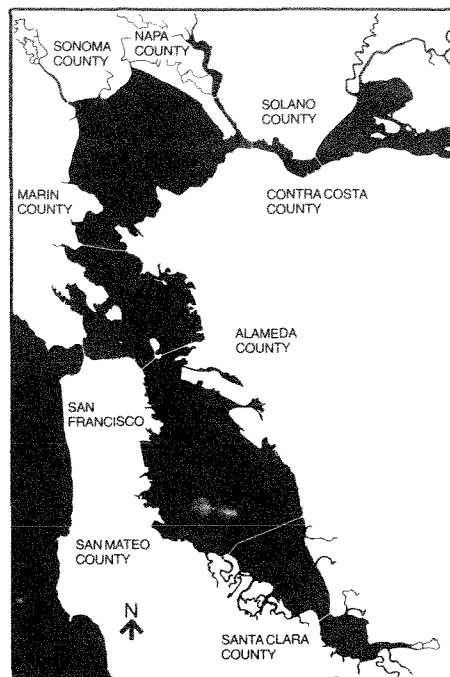 SONOMA
COUNTY
NAPA
COUNTY
SOLANO
COUNTY
MARIN
COUNTY
CONTRA COSTA
COUNTY
ALAMEDA
COUNTY
SAN
FRANCISCO
SAN MATEO
COUNTY
N
SANTA CLARA
COUNTY